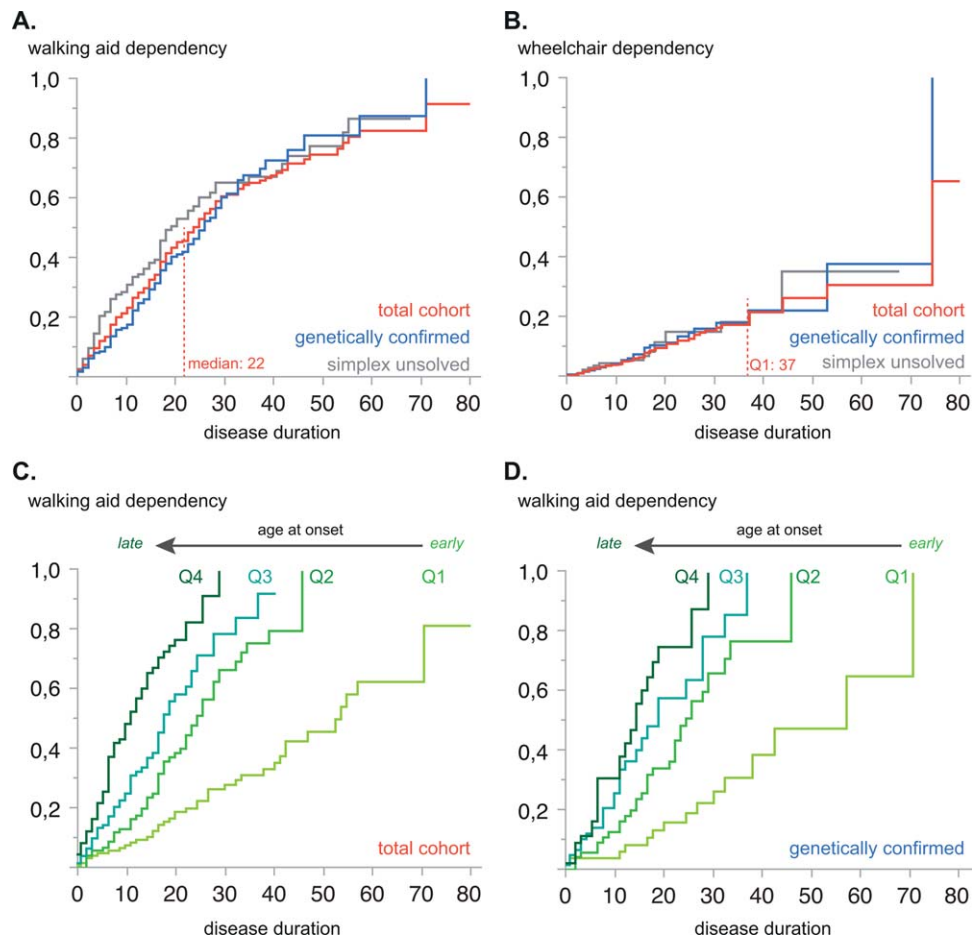 A.
walking aid dependency
1,0
0,8
0,6
0,4
0,2
total cohort
genetically confirmed
median: 22
simplex unsolved
0 10 20 30 40 50 60 70 80
disease duration
B.
wheelchair dependency
1,0
0,8
0,6
0,4
0,2
total cohort
genetically confirmed
Q1: 37
simplex unsolved
0 10 20 30 40 50 60 70 80
disease duration
C.
walking aid dependency
age at onset
late
early
1,0
Q4 Q3 Q2 Q1
0,8
0,6
0,4
0,2
total cohort
0 10 20 30 40 50 60 70 80
disease duration
D.
walking aid dependency
age at onset
late
early
1,0
Q4 Q3 Q2 Q1
0,8
0,6
0,4
0,2
genetically confirmed
0 10 20 30 40 50 60 70 80
disease duration